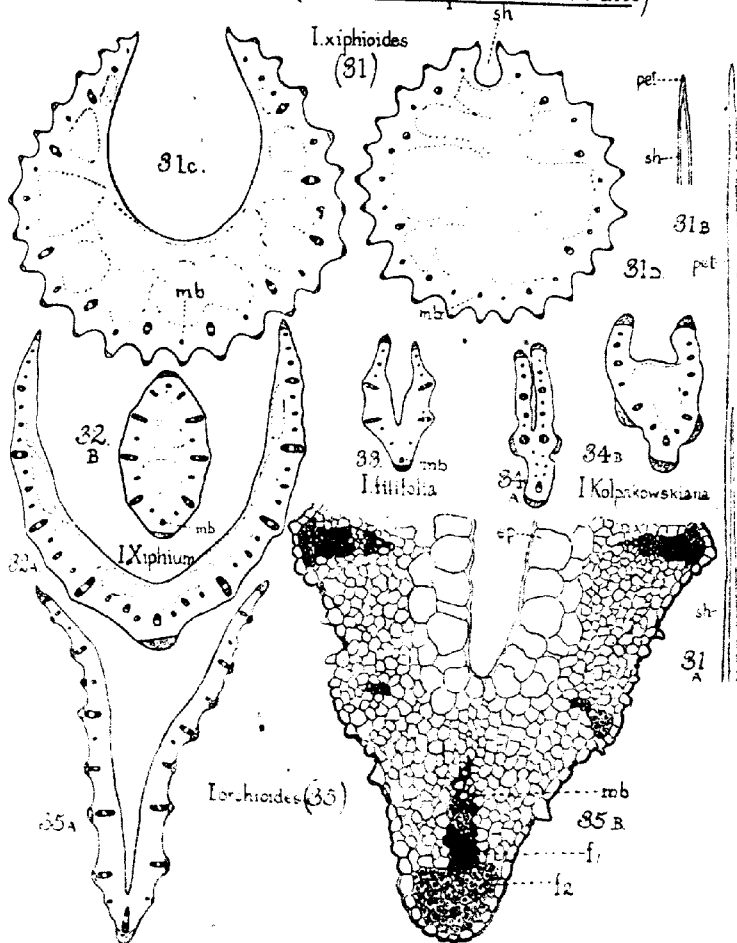 sh
I.xiphioides
(31)
31c.
mb
mb
pet
sh
31B
31D.
pet
32.
B
mb
I.Xiphium
32A
33.
mb
I.filifolia
34
A
34B
I.Kolpakowskiana
ep
sh
31
A
I.orchioides (35)
35A
mb
35B.
f1
f2